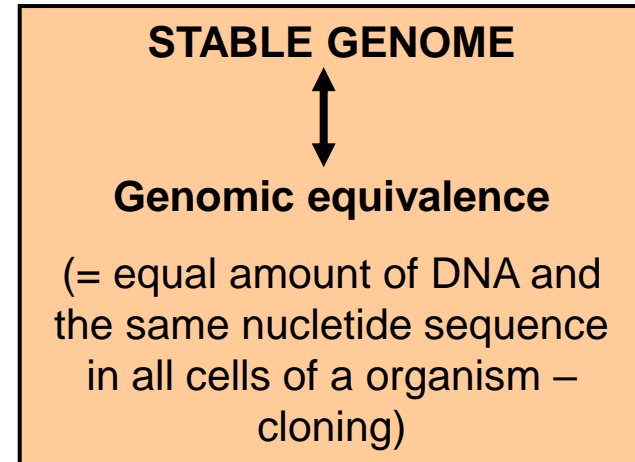 STABLE GENOME
Genomic equivalence
(= equal amount of DNA and
the same nucletide sequence
in all cells of a organism –
cloning)